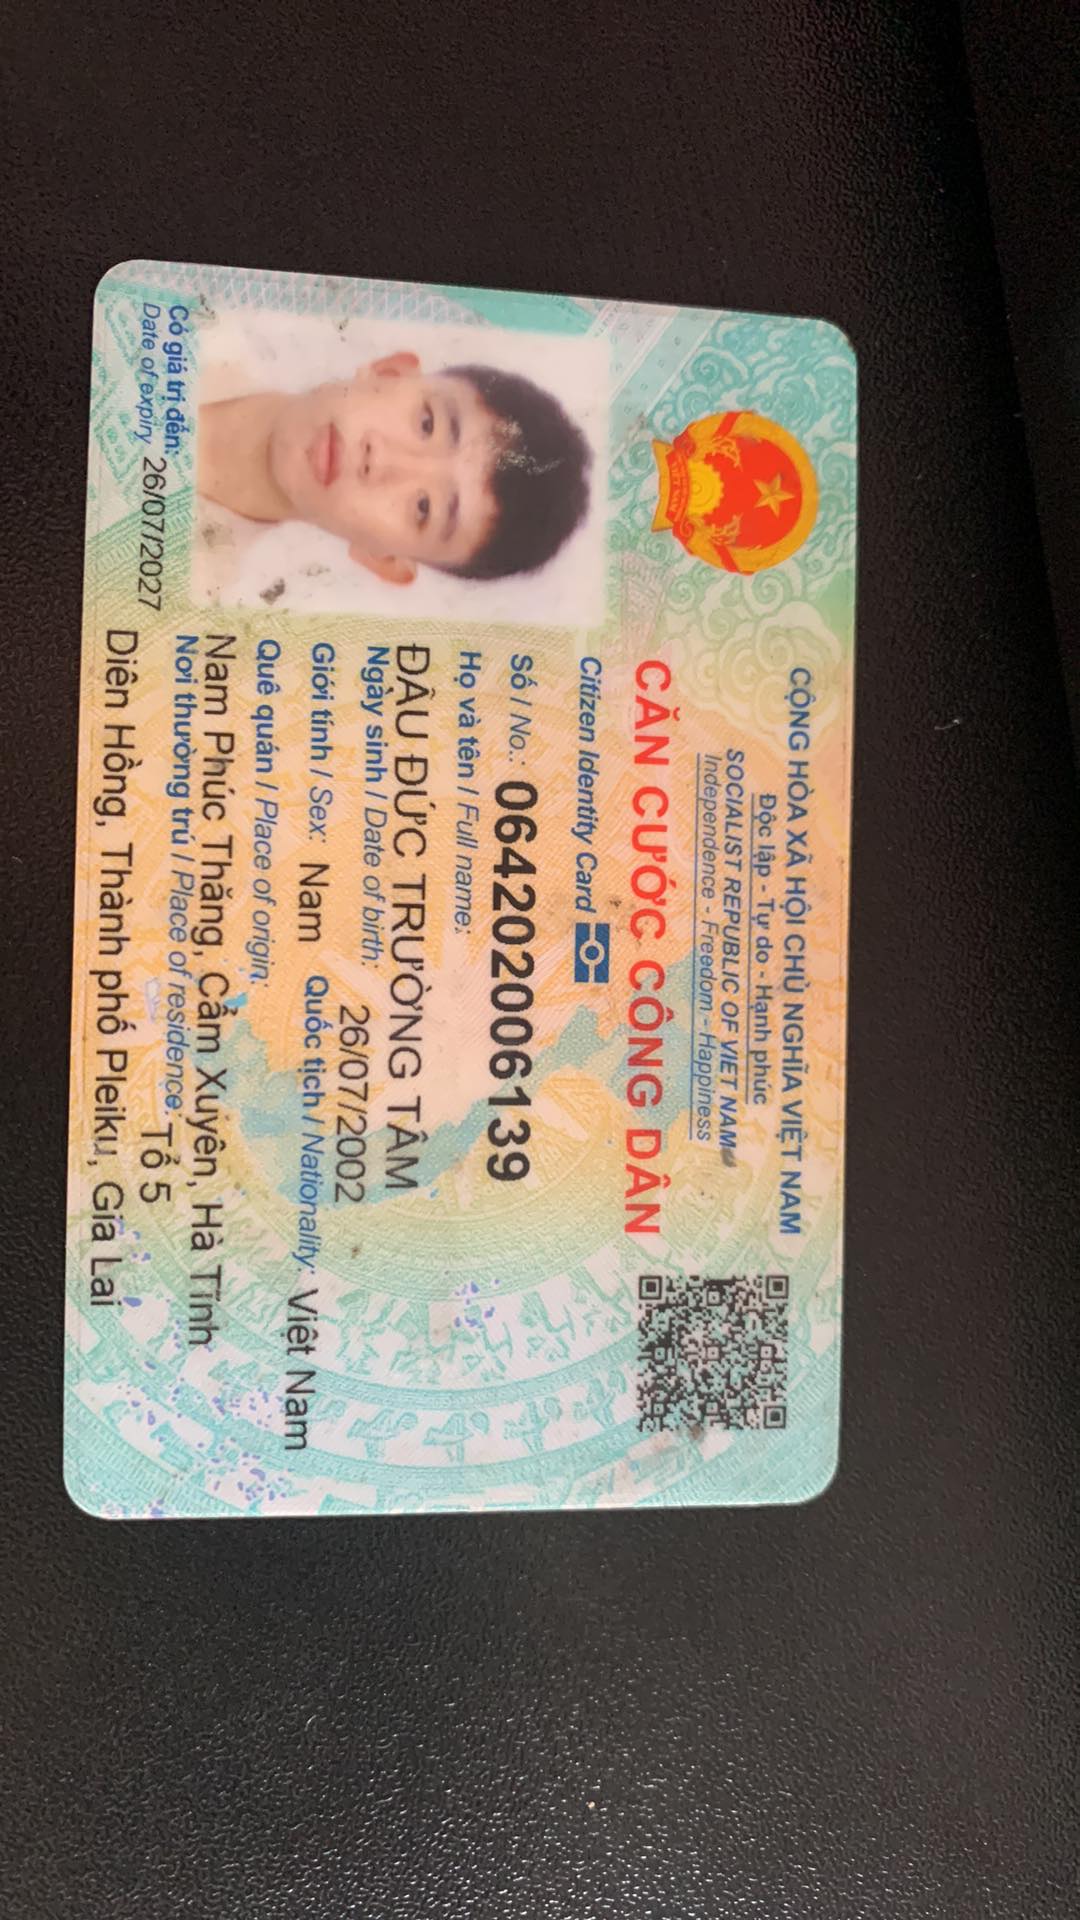 CỘNG HÒA XÃ HỘI CHỦ NGHĨA VIỆT NAM
Độc lập - Tự do - Hạnh phúc
SOCIALIST REPUBLIC OF VIET NAM
Independence - Freedom - Happiness
CĂN CƯỚC CÔNG DÂN
Citizen Identity Card
Số / No.: 064202006139
Họ và tên / Full name:
ĐẬU ĐỨC TRƯỜNG TÂM
Ngày sinh / Date of birth: 26/07/2002
Giới tính / Sex: Nam Quốc tịch / Nationality: Việt Nam
Quê quán / Place of origin:
Nam Phúc Thăng, Cẩm Xuyên, Hà Tĩnh
Nơi thường trú / Place of residence: Tổ 5
Diên Hồng, Thành phố Pleiku, Gia Lai
Có giá trị đến: 26/07/2027
Date of expiry